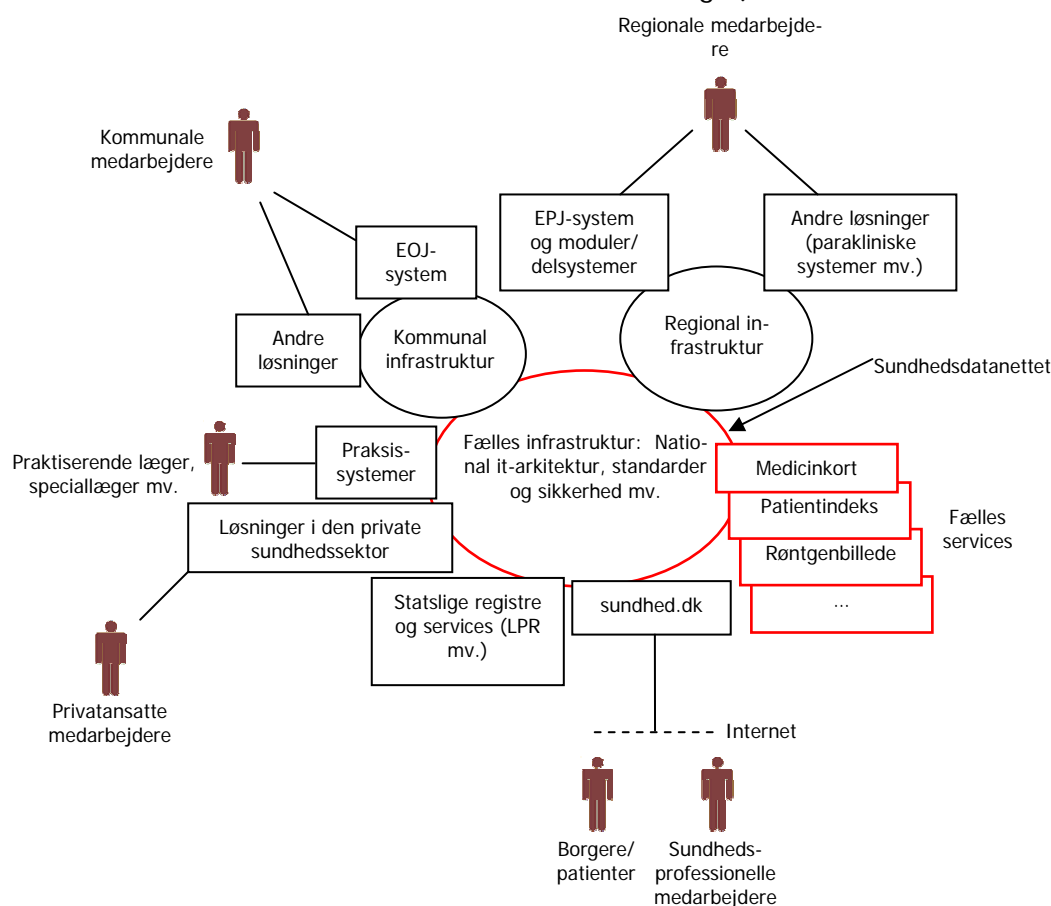 Regionale medarbejde-
re
Kommunale
medarbejdere
EPJ-system
og moduler/
delsystemer
Andre løsninger
(parakliniske
systemer mv.)
EOJ-
system
Andre
løsninger
Kommunal
infrastruktur
Regional in-
frastruktur
Sundhedsdatanettet
Praktiserende læger,
speciallæger mv.
Praksis-
systemer
Fælles infrastruktur: Natio-
nal it-arkitektur, standarder
og sikkerhed mv.
Medicinkort
Patientindeks
Røntgenbillede
...
Fælles
services
Løsninger i den private
sundhedssektor
Statslige registre
og services (LPR
mv.)
sundhed.dk
Privatansatte
medarbejdere
Internet
Borgere/
patienter
Sundheds-
professionelle
medarbejdere